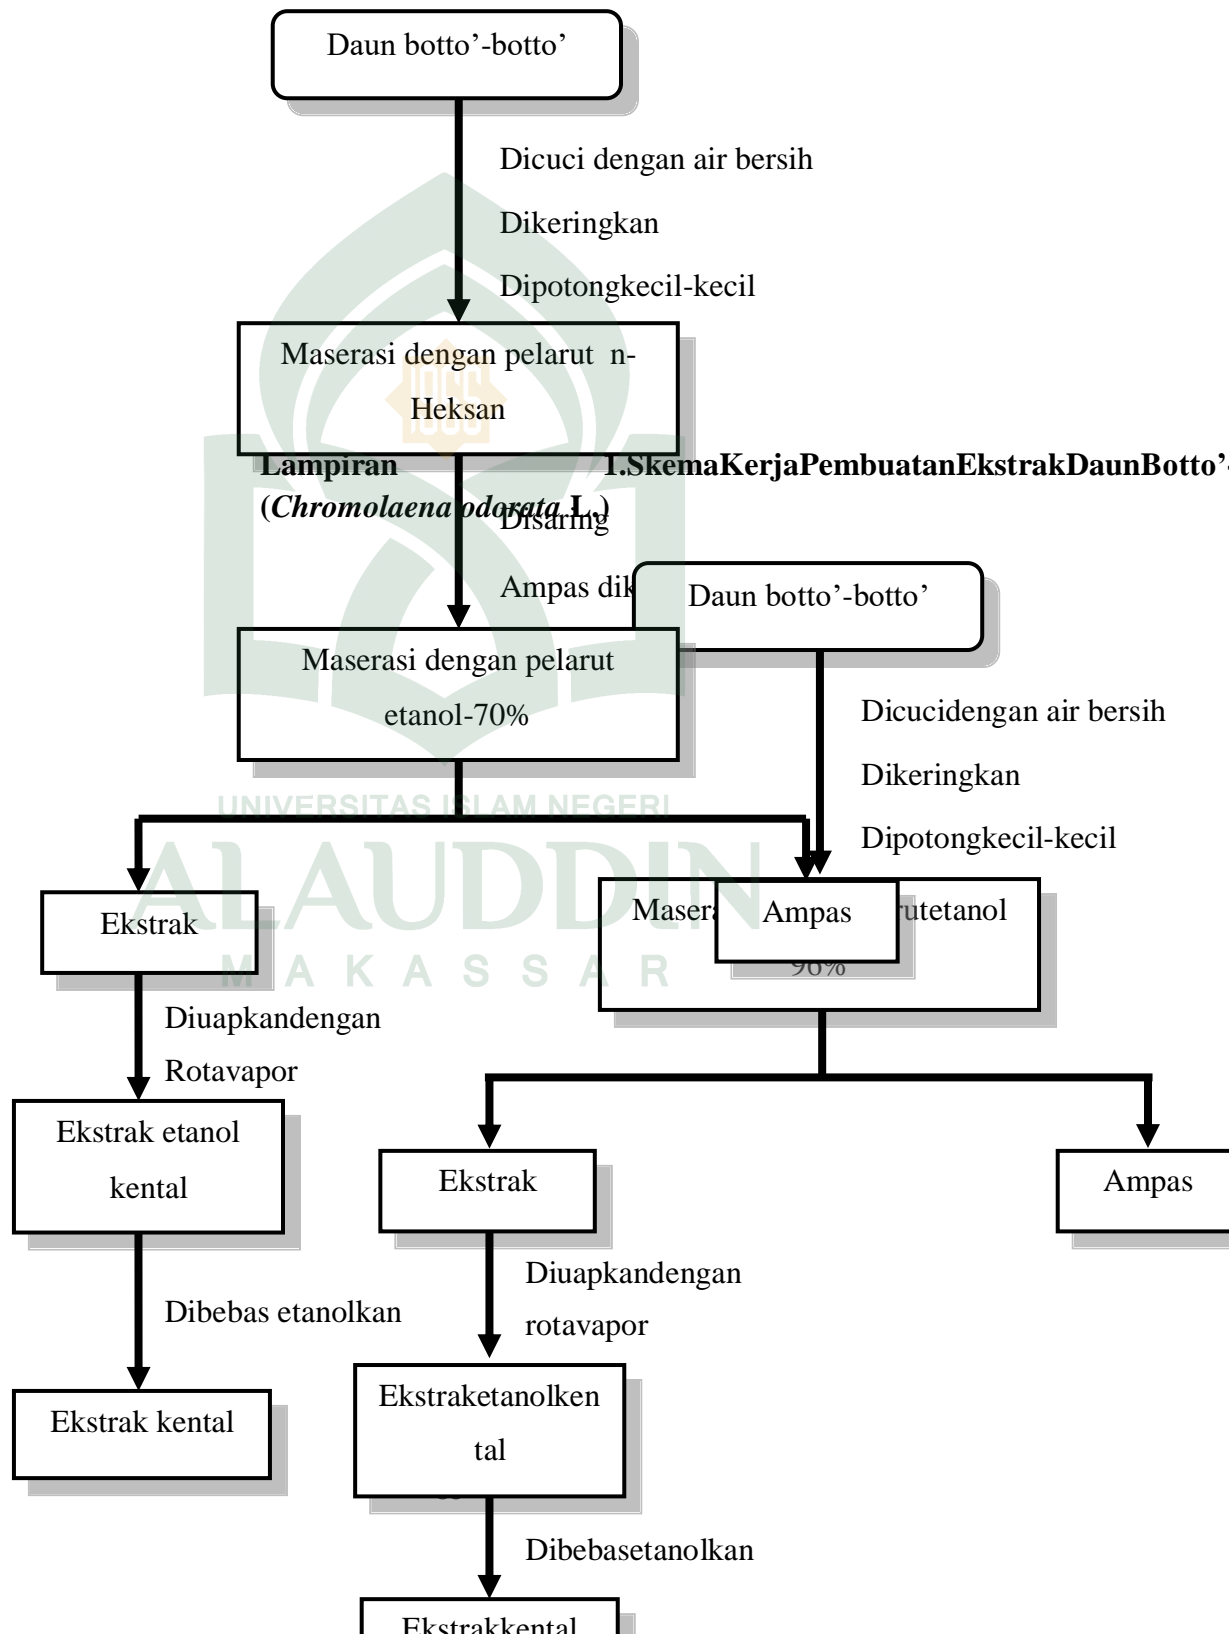 Daun botto’-botto’
Dicuci dengan air bersih
Dikeringkan
Dipotongkecil-kecil
Maserasi dengan pelarut n-
Heksan
Lampiran 1.SkemaKerjaPembuatanEkstrakDaunBotto’-
(Chromolaena odorata L.)
Disaring
Ampas
Daun botto’-botto’
Maserasi dengan pelarut
etanol-70%
Dicucidengan air bersih
Dikeringkan
Dipotongkecil-kecil
UNIVERSITAS ISLAM NEGERI
ALAUDDIN
MAKASSAR
Ekstrak
Ampas
96%
Diuapkandengan
Rotavapor
Ekstrak etanol
kental
Dibebas etanolkan
Ekstrak kental
Ekstrak
Ampas
Diuapkandengan
rotavapor
Ekstraketanolken
tal
Dibebasetanolkan
Ekstrakkental